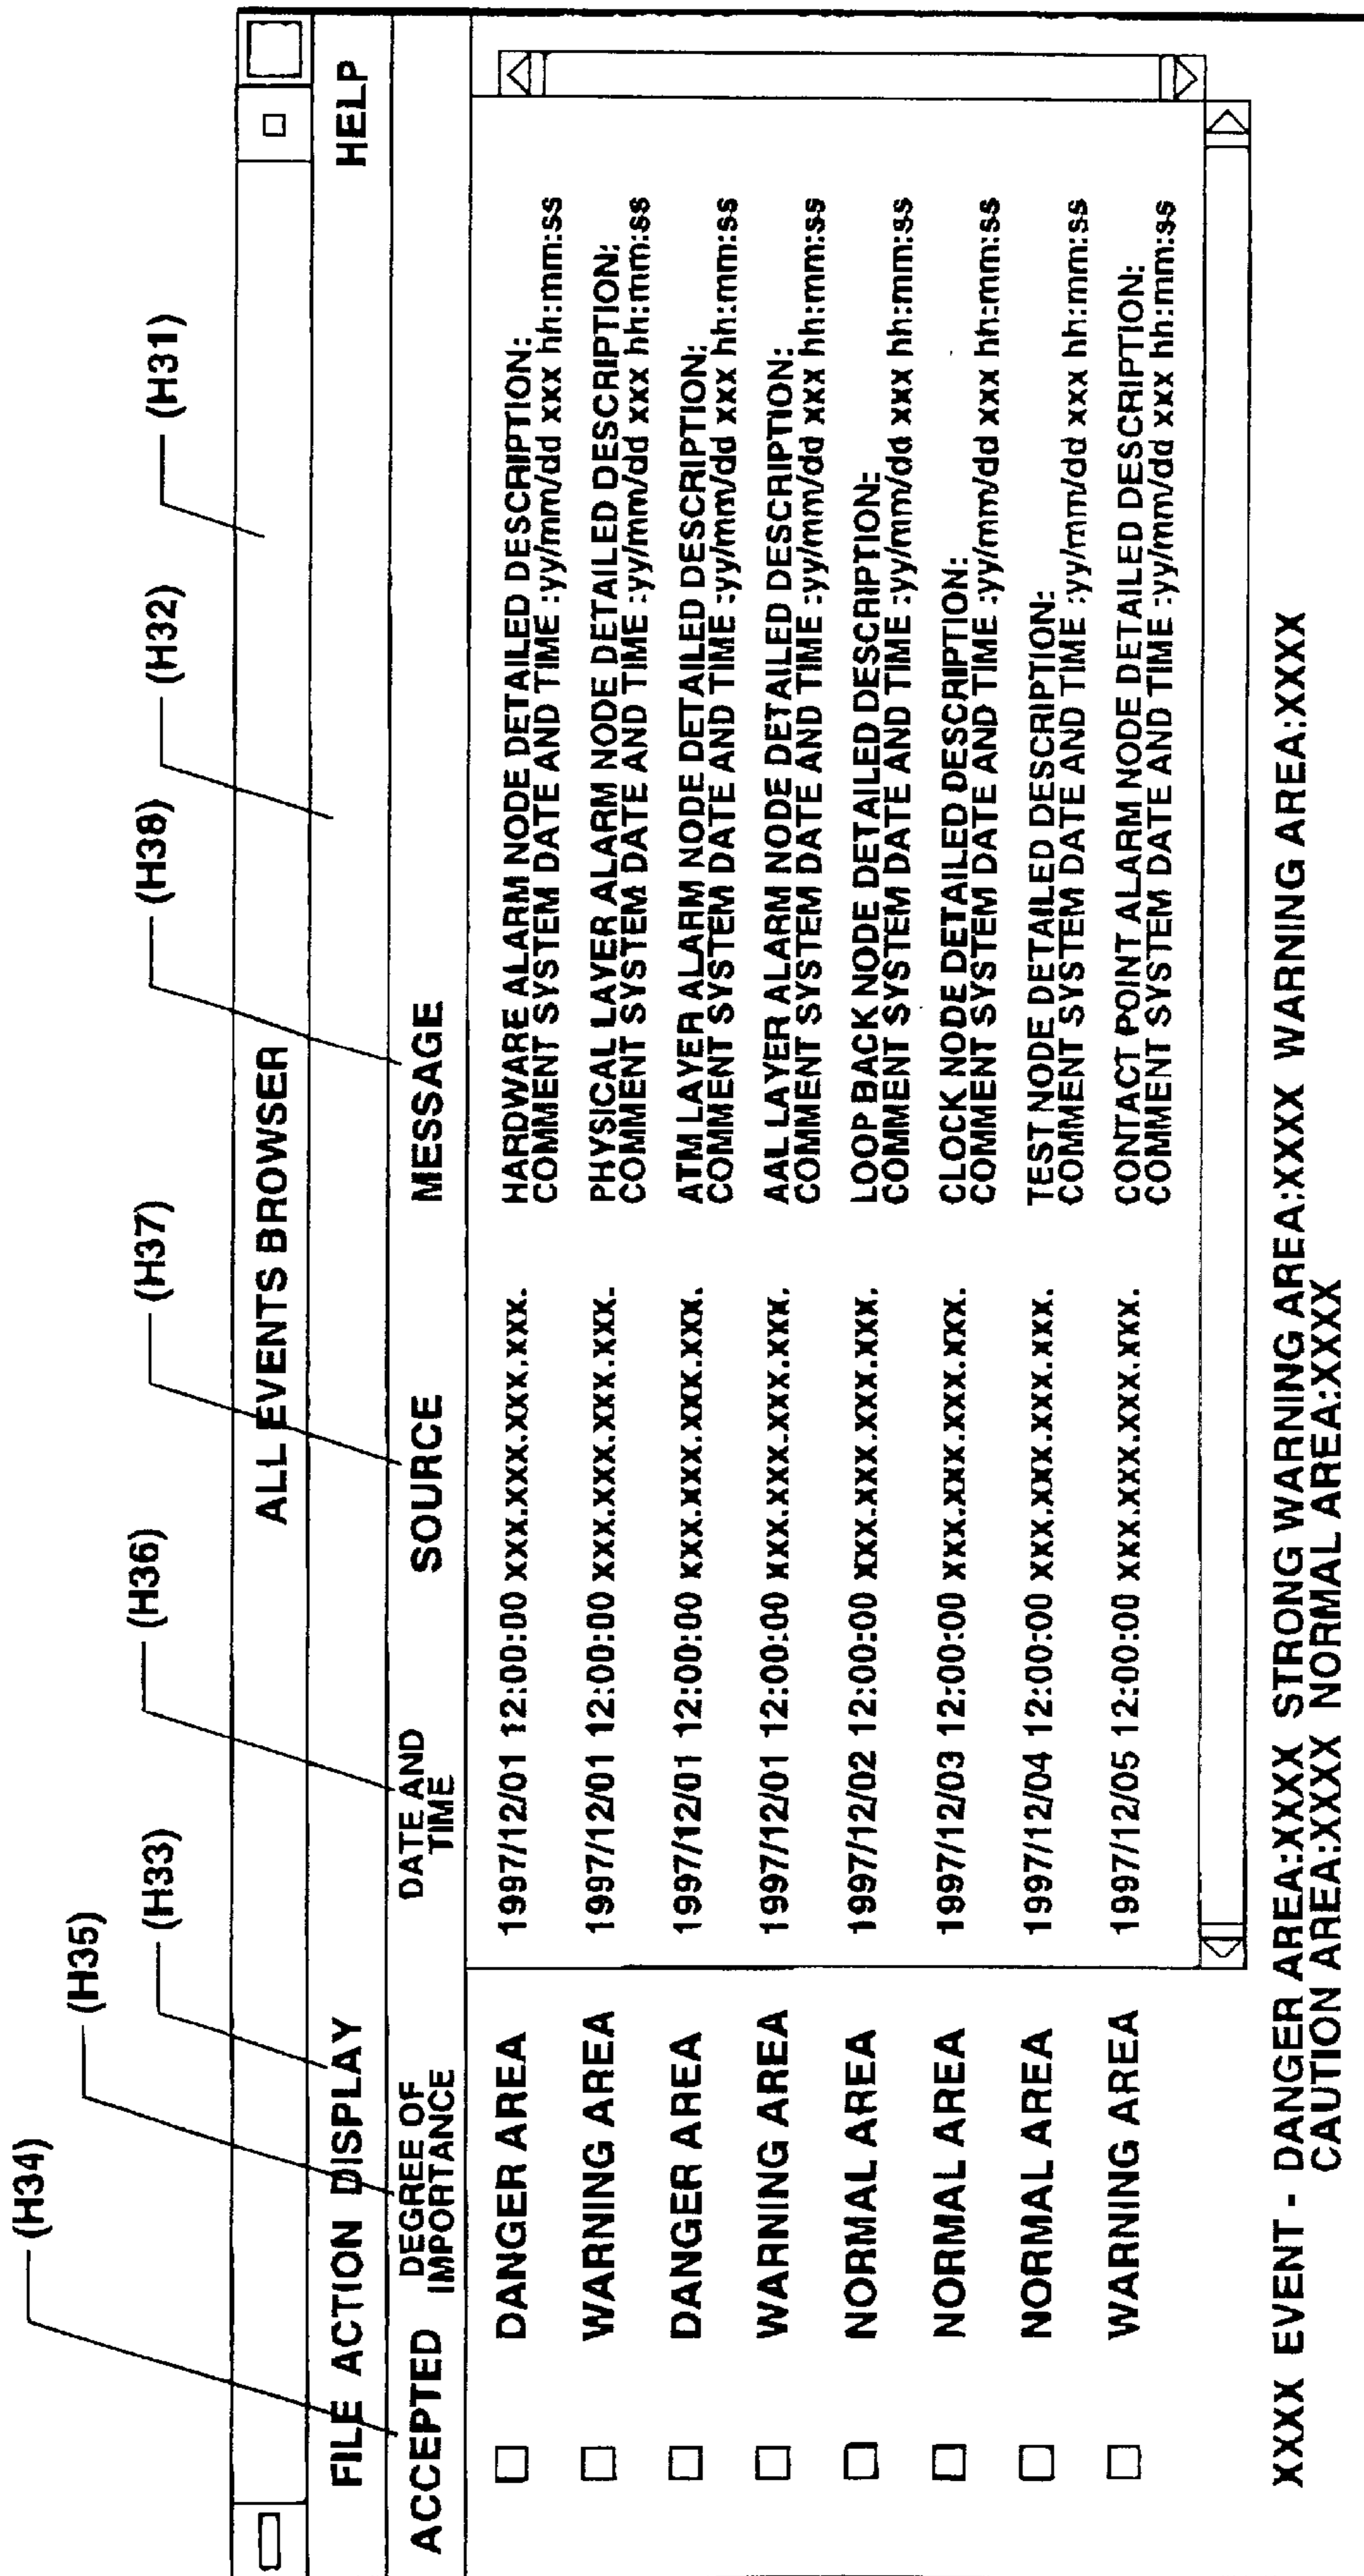 (H34)
(H35)
(H33)
(H36)
(H37)
(H38)
(H32)
(H31)
ALL EVENTS BROWSER
FILE ACTION DISPLAY HELP
ACCEPTED DEGREE OF IMPORTANCE DATE AND TIME SOURCE MESSAGE
DANGER AREA 1997/12/01 12:00:00 xxx.xxx.xxx.xxx. HARDWARE ALARM NODE DETAILED DESCRIPTION:
COMMENT SYSTEM DATE AND TIME :yy/mm/dd xxx hh:mm:ss
WARNING AREA 1997/12/01 12:00:00 xxx.xxx.xxx.xxx. PHYSICAL LAYER ALARM NODE DETAILED DESCRIPTION:
COMMENT SYSTEM DATE AND TIME :yy/mm/dd xxx hh:mm:ss
DANGER AREA 1997/12/01 12:00:00 xxx.xxx.xxx.xxx. ATM LAYER ALARM NODE DETAILED DESCRIPTION:
COMMENT SYSTEM DATE AND TIME :yy/mm/dd xxx hh:mm:ss
WARNING AREA 1997/12/01 12:00:00 xxx.xxx.xxx.xxx. AAL LAYER ALARM NODE DETAILED DESCRIPTION:
COMMENT SYSTEM DATE AND TIME :yy/mm/dd xxx hh:mm:ss
NORMAL AREA 1997/12/02 12:00:00 xxx.xxx.xxx.xxx. LOOP BACK NODE DETAILED DESCRIPTION:
COMMENT SYSTEM DATE AND TIME :yy/mm/dd xxx hh:mm:ss
NORMAL AREA 1997/12/03 12:00:00 xxx.xxx.xxx.xxx. CLOCK NODE DETAILED DESCRIPTION:
COMMENT SYSTEM DATE AND TIME :yy/mm/dd xxx hh:mm:ss
NORMAL AREA 1997/12/04 12:00:00 xxx.xxx.xxx.xxx. TEST NODE DETAILED DESCRIPTION:
COMMENT SYSTEM DATE AND TIME :yy/mm/dd xxx hh:mm:ss
WARNING AREA 1997/12/05 12:00:00 xxx.xxx.xxx.xxx. CONTACT POINT ALARM NODE DETAILED DESCRIPTION:
COMMENT SYSTEM DATE AND TIME :yy/mm/dd xxx hh:mm:ss
XXXX EVENT - DANGER AREA:XXXX STRONG WARNING AREA:XXXX WARNING AREA:XXXX
CAUTION AREA:XXXX NORMAL AREA:XXXX